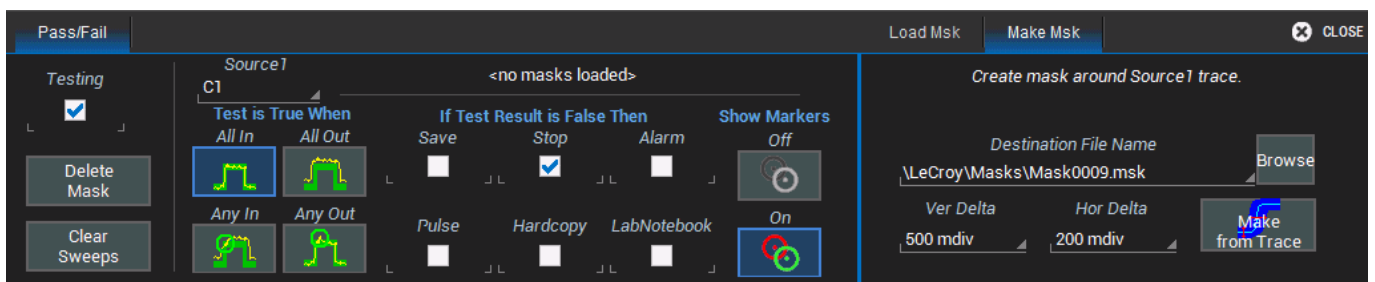 Pass/Fail
Load Msk
Make Msk
CLOSE
Testing
Delete
Mask
Clear
Sweeps
Source1
C1
<no masks loaded>
Test is True When
All In
All Out
Any In
Any Out
If Test Result is False Then
Save
Stop
Alarm
Pulse
Hardcopy
LabNotebook
Show Markers
Off
On
Create mask around Source1 trace.
Destination File Name
\LeCroy\Masks\Mask0009.msk
Browse
Ver Delta
Hor Delta
500 mdiv
200 mdiv
Make
from Trace